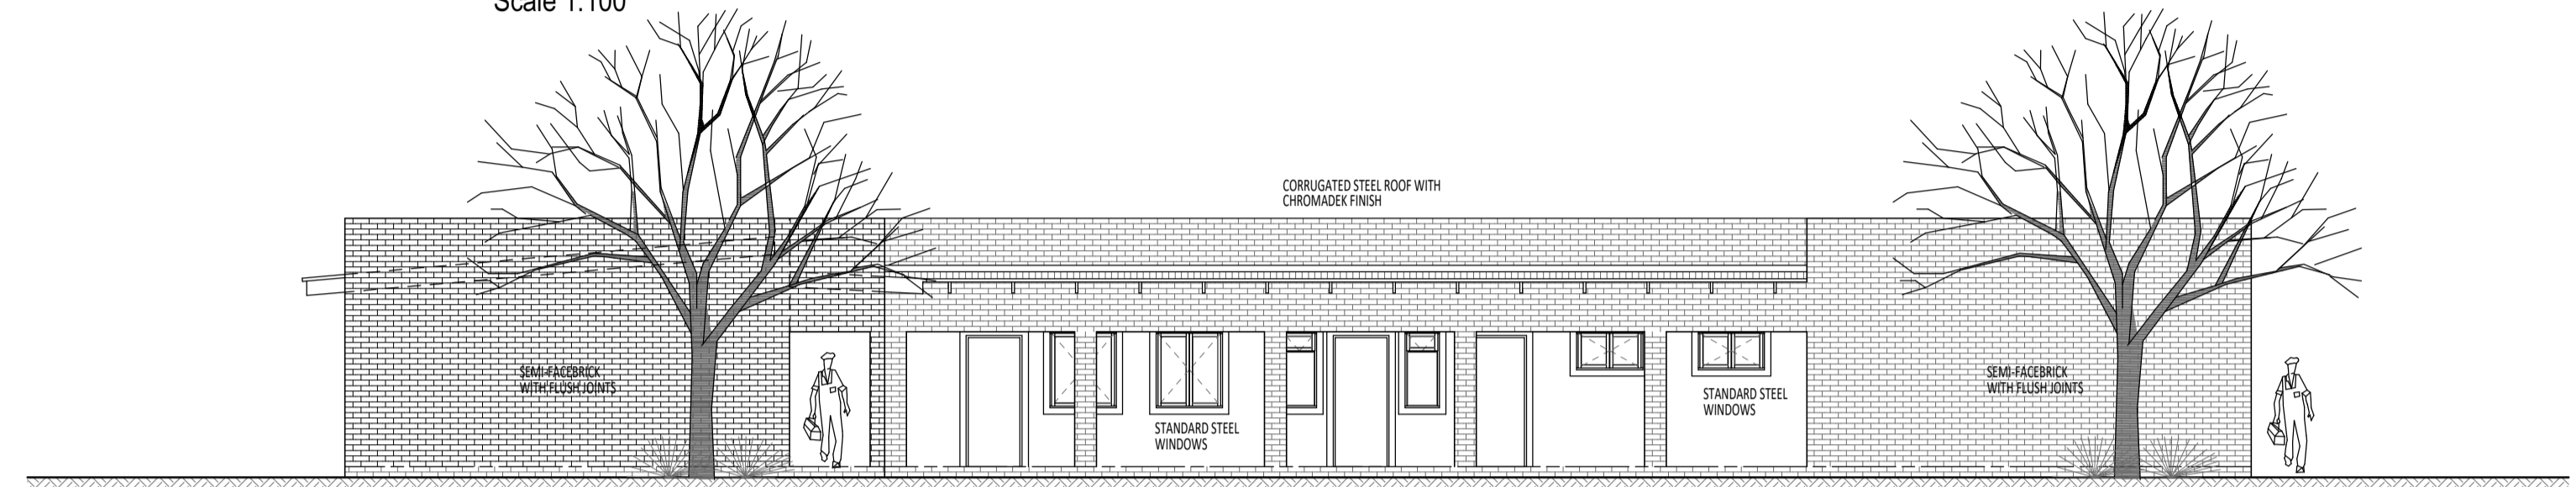 Scale 1:100
CORRUGATED STEEL ROOF WITH
CHROMADEK FINISH
SEMI-FACEBRICK
WITH FLUSH JOINTS
STANDARD STEEL
WINDOWS
STANDARD STEEL
WINDOWS
SEMI-FACEBRICK
WITH FLUSH JOINTS